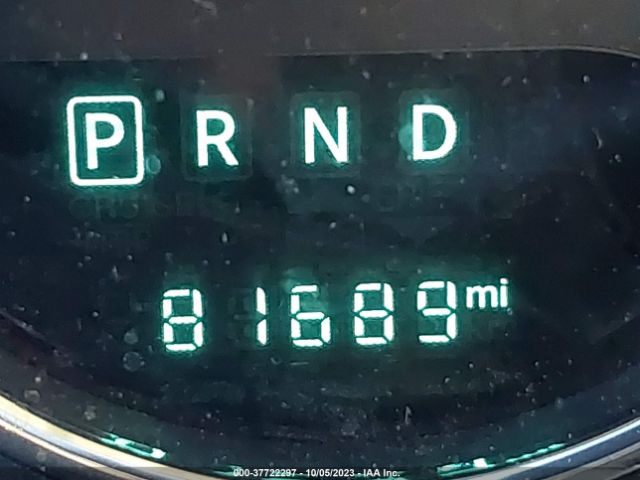 P R N D
81689 mi
000-37722297 - 10/05/2023 - IAA Inc.